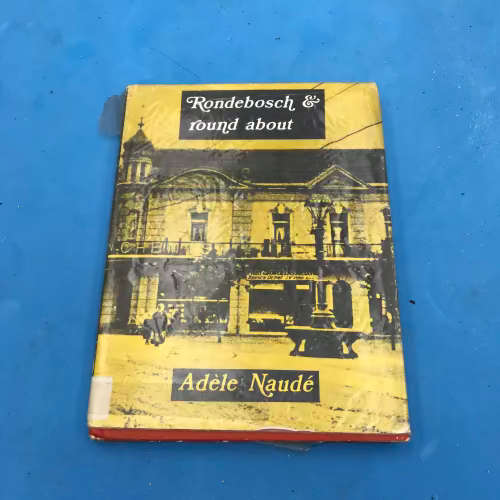 Rondebosch &
round about
Adèle Naudé